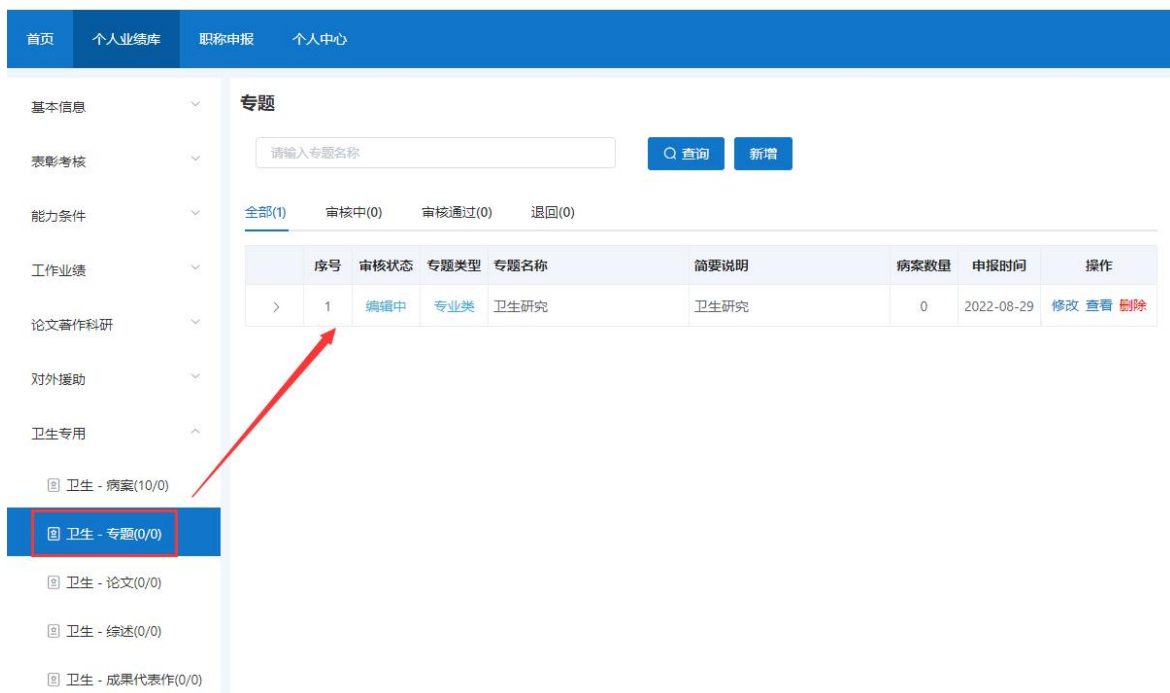 首页 个人业绩库 职称申报 个人中心
基本信息
表彰考核
能力条件
工作业绩
论文著作科研
对外援助
卫生专用
卫生 - 病案(10/0)
卫生 - 专题(0/0)
卫生 - 论文(0/0)
卫生 - 综述(0/0)
卫生 - 成果代表作(0/0)
专题
请输入专题名称 查询 新增
全部(1) 审核中(0) 审核通过(0) 退回(0)
序号 审核状态 专题类型 专题名称 简要说明 病案数量 申报时间 操作
1 编辑中 专业类 卫生研究 卫生研究 0 2022-08-29 修改 查看 删除